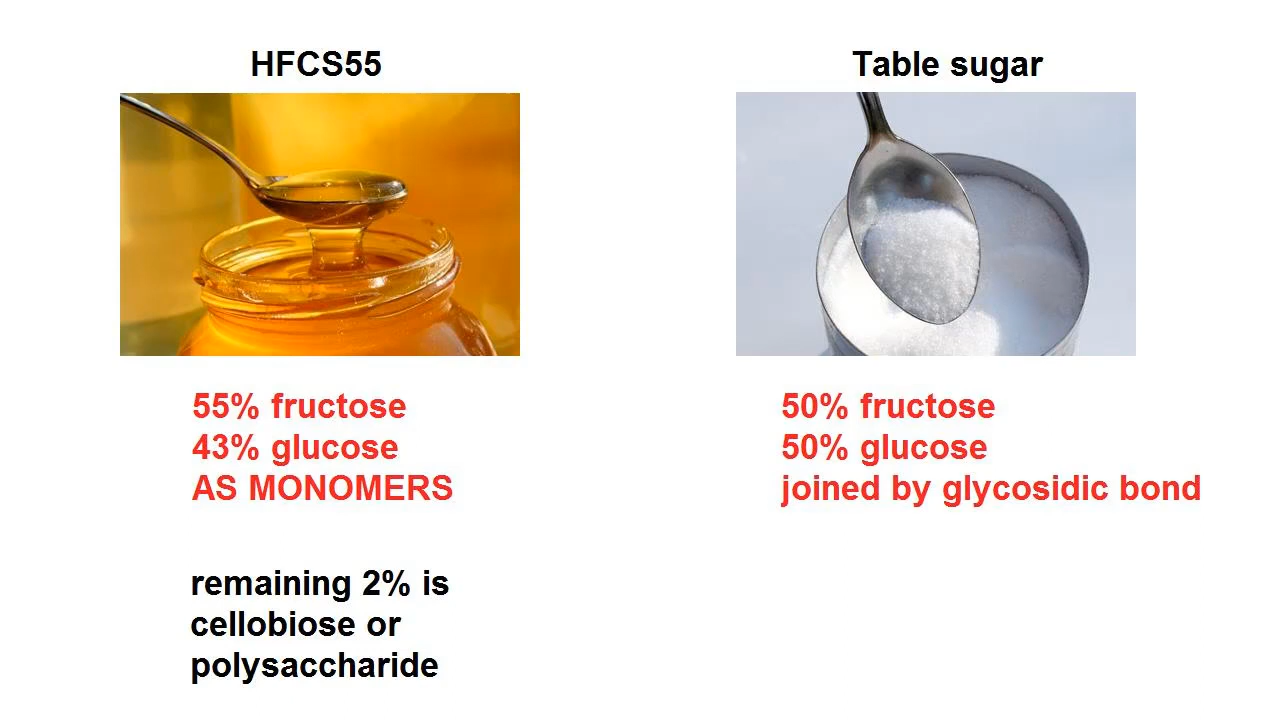 HFCS55
55% fructose
43% glucose
AS MONOMERS
remaining 2% is
cellobiose or
polysaccharide
Table sugar
50% fructose
50% glucose
joined by glycosidic bond